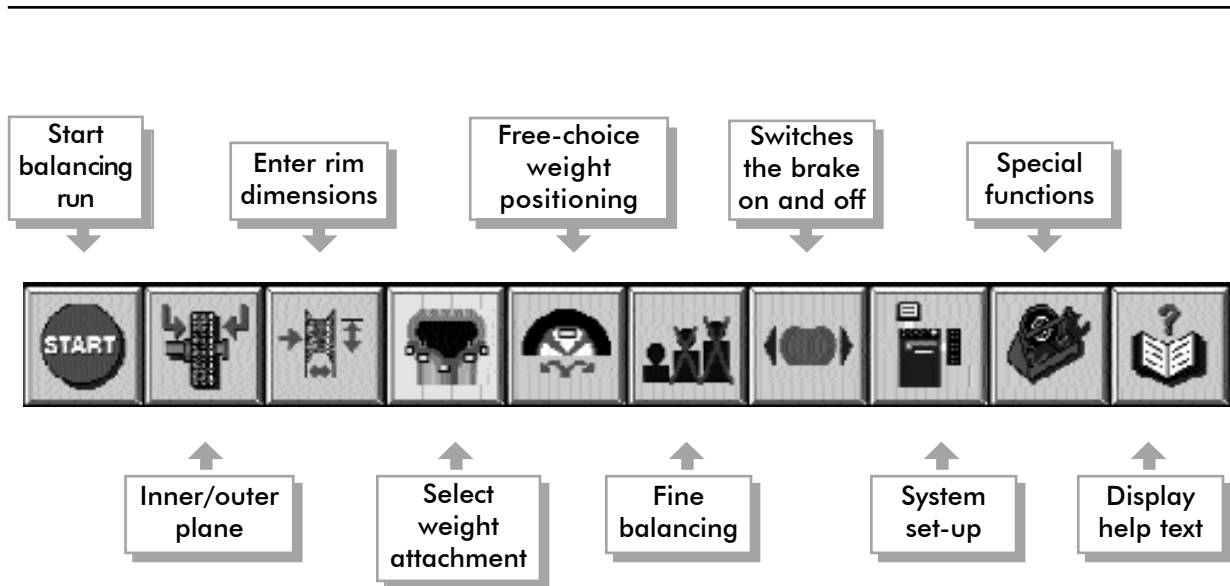 Start
balancing
run
Enter rim
dimensions
Free-choice
weight
positioning
Switches
the brake
on and off
Special
functions
START
?
Inner/outer
plane
Select
weight
attachment
Fine
balancing
System
set-up
Display
help text